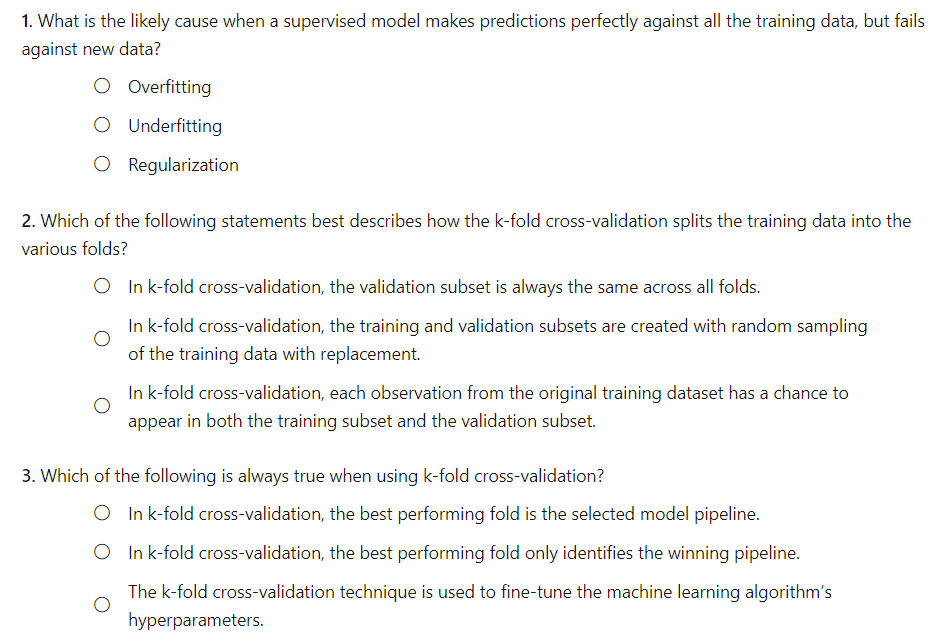 1. What is the likely cause when a supervised model makes predictions perfectly against all the training data, but fails
against new data?
Overfitting
Underfitting
Regularization
2. Which of the following statements best describes how the k-fold cross-validation splits the training data into the
various folds?
In k-fold cross-validation, the validation subset is always the same across all folds.
In k-fold cross-validation, the training and validation subsets are created with random sampling
of the training data with replacement.
In k-fold cross-validation, each observation from the original training dataset has a chance to
appear in both the training subset and the validation subset.
3. Which of the following is always true when using k-fold cross-validation?
In k-fold cross-validation, the best performing fold is the selected model pipeline.
In k-fold cross-validation, the best performing fold only identifies the winning pipeline.
The k-fold cross-validation technique is used to fine-tune the machine learning algorithm’s
hyperparameters.